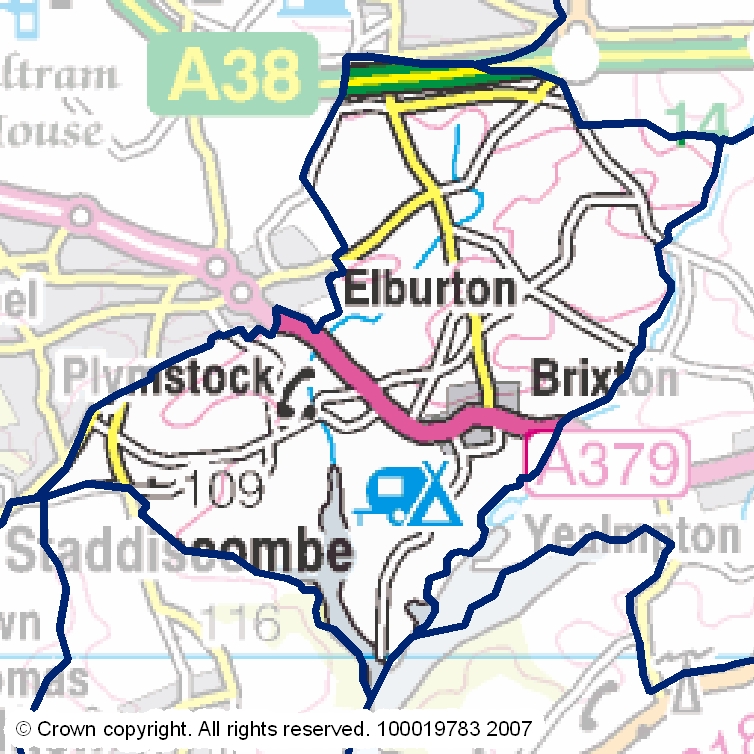 A38
ltram
House
14
Elburton
el
Plymstock
Brixton
A379
109
Staddiscombe
Yealmpton
wn
116
omas
© Crown copyright. All rights reserved. 100019783 2007